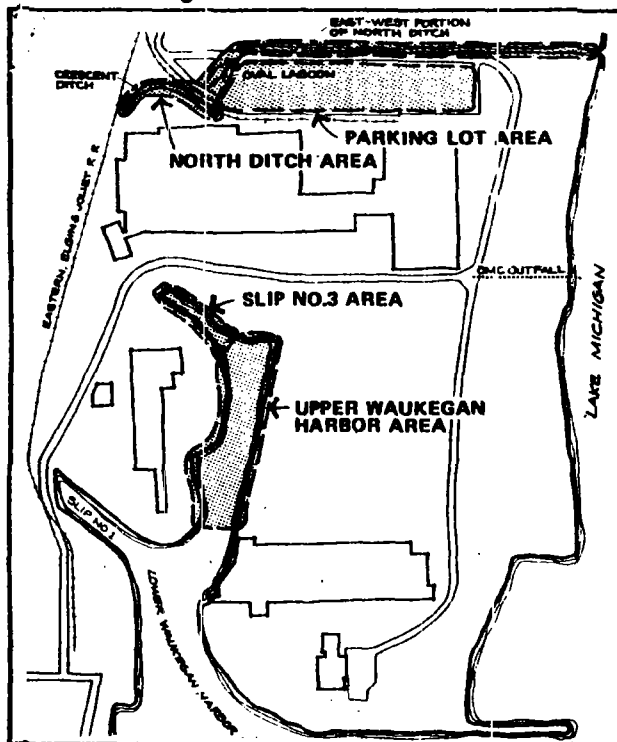 EAST-WEST PORTION
OF NORTH DITCH
CRESCENT
DITCH
OVAL LAGOON
PARKING LOT AREA
NORTH DITCH AREA
EASTERN, ELGIN & JOLIET R R
OMC OUTFALL
SLIP NO.3 AREA
LAKE MICHIGAN
UPPER WAUKEGAN
HARBOR AREA
SLIP NO.1
LOWER WAUKEGAN HARBOR